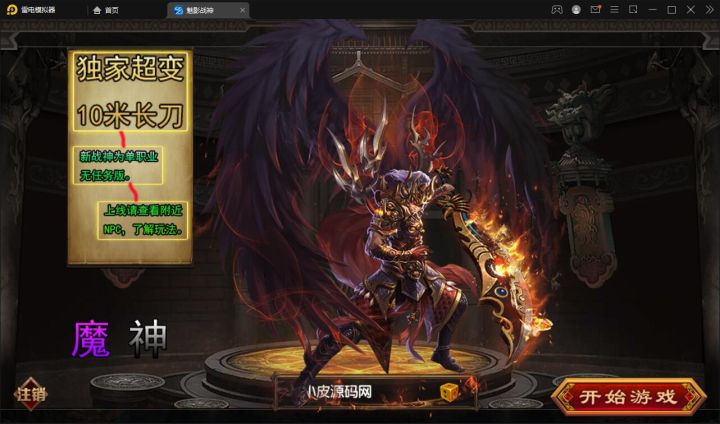 雷电模拟器
首页
魅影战神
独家超变
10米长刀
新战神为单职业
无任务版。
上线请查看附近
NPC，了解玩法。
魔 神
注销
小皮源码网
开始游戏